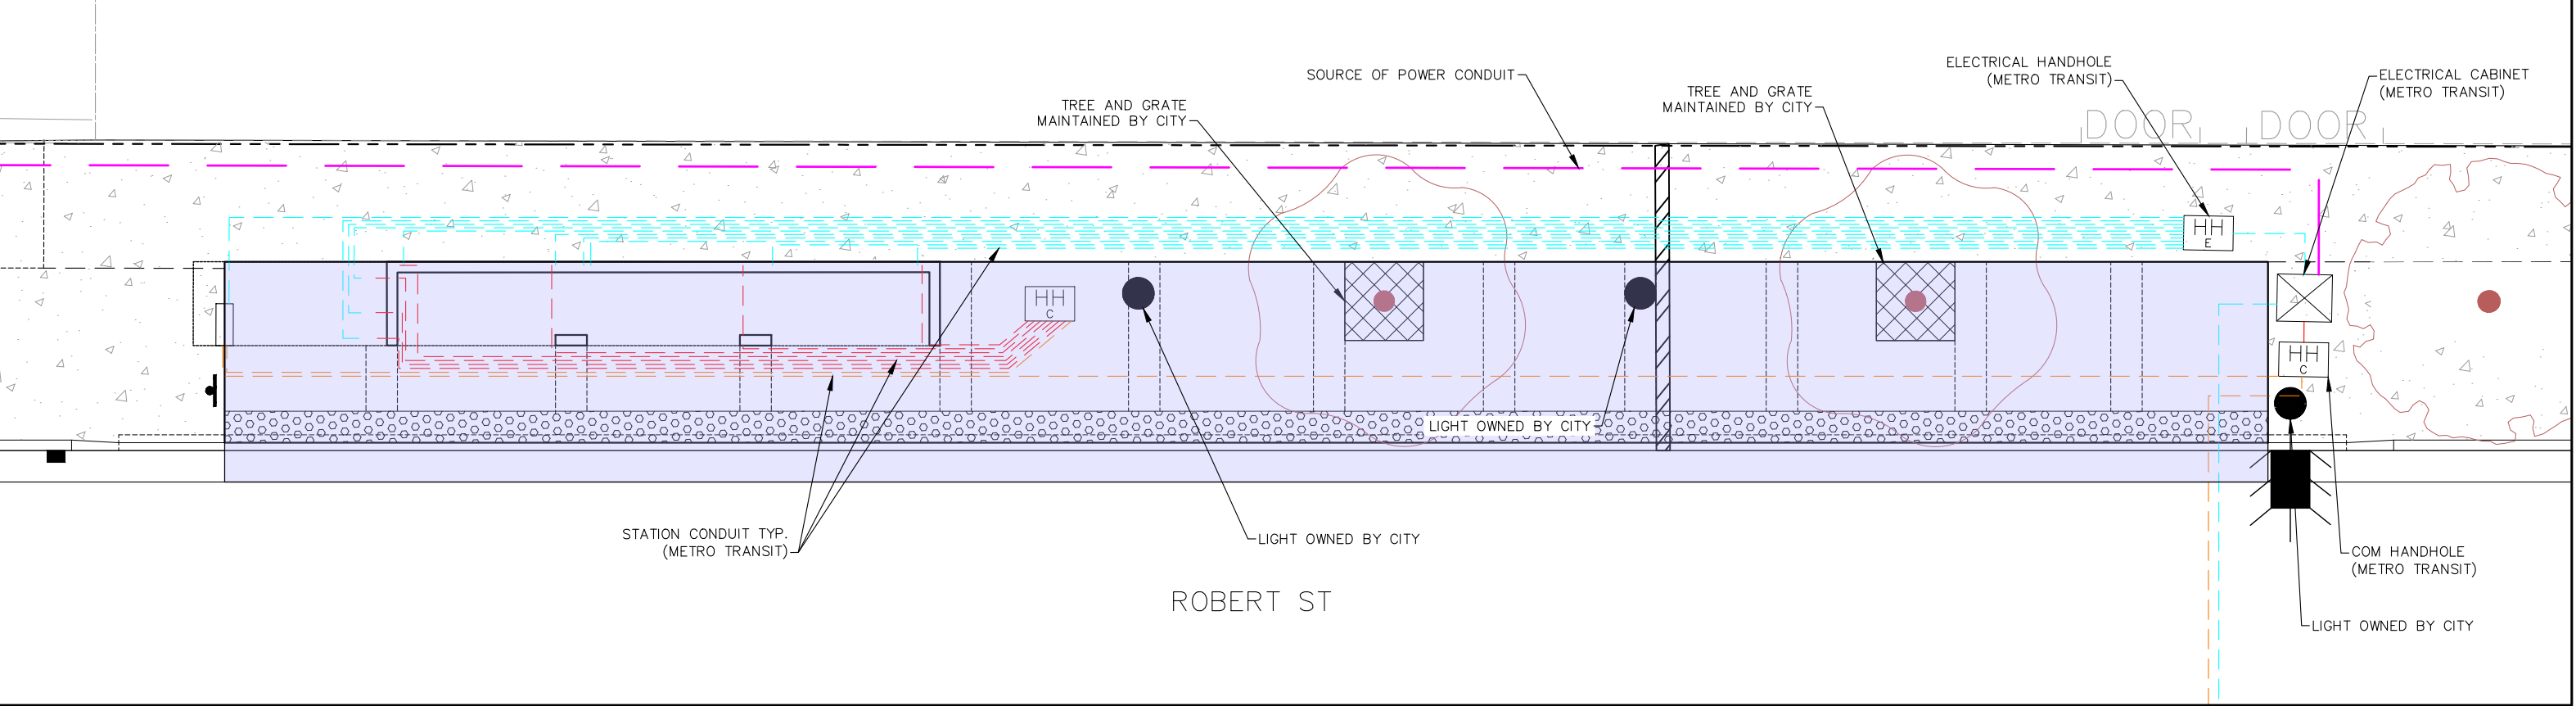 ELECTRICAL HANDHOLE
(METRO TRANSIT)
SOURCE OF POWER CONDUIT
ELECTRICAL CABINET
(METRO TRANSIT)
TREE AND GRATE
MAINTAINED BY CITY
TREE AND GRATE
MAINTAINED BY CITY
DOOR
DOOR
HH
E
HH
C
HH
C
LIGHT OWNED BY CITY
STATION CONDUIT TYP.
(METRO TRANSIT)
LIGHT OWNED BY CITY
COM HANDHOLE
(METRO TRANSIT)
ROBERT ST
LIGHT OWNED BY CITY